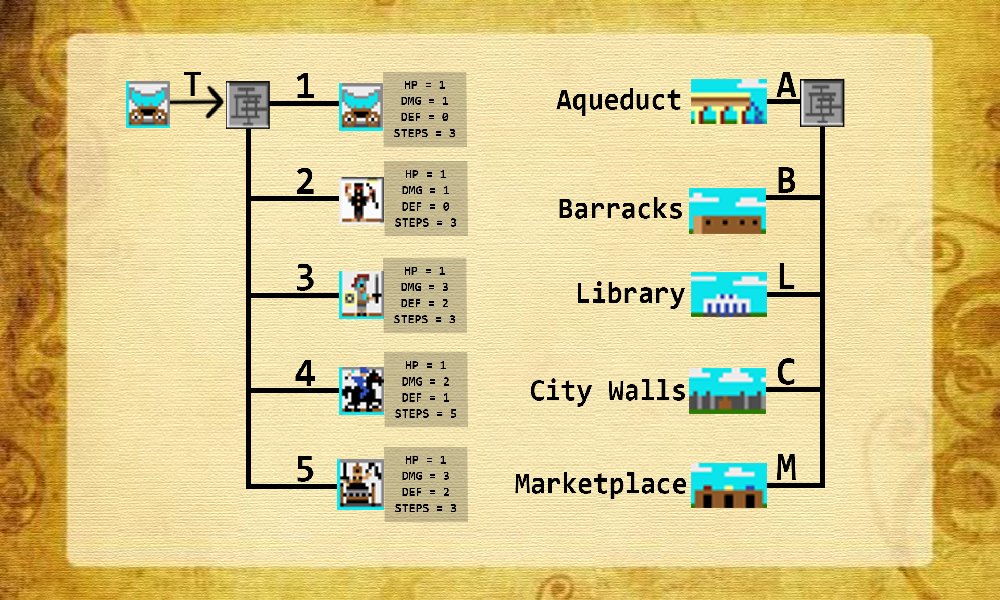 T
1
HP = 1
DMG = 1
DEF = 0
STEPS = 3
2
HP = 1
DMG = 1
DEF = 0
STEPS = 3
3
HP = 1
DMG = 3
DEF = 2
STEPS = 3
4
HP = 1
DMG = 2
DEF = 1
STEPS = 5
5
HP = 1
DMG = 3
DEF = 2
STEPS = 3
Aqueduct A
Barracks B
Library L
City Walls C
Marketplace M